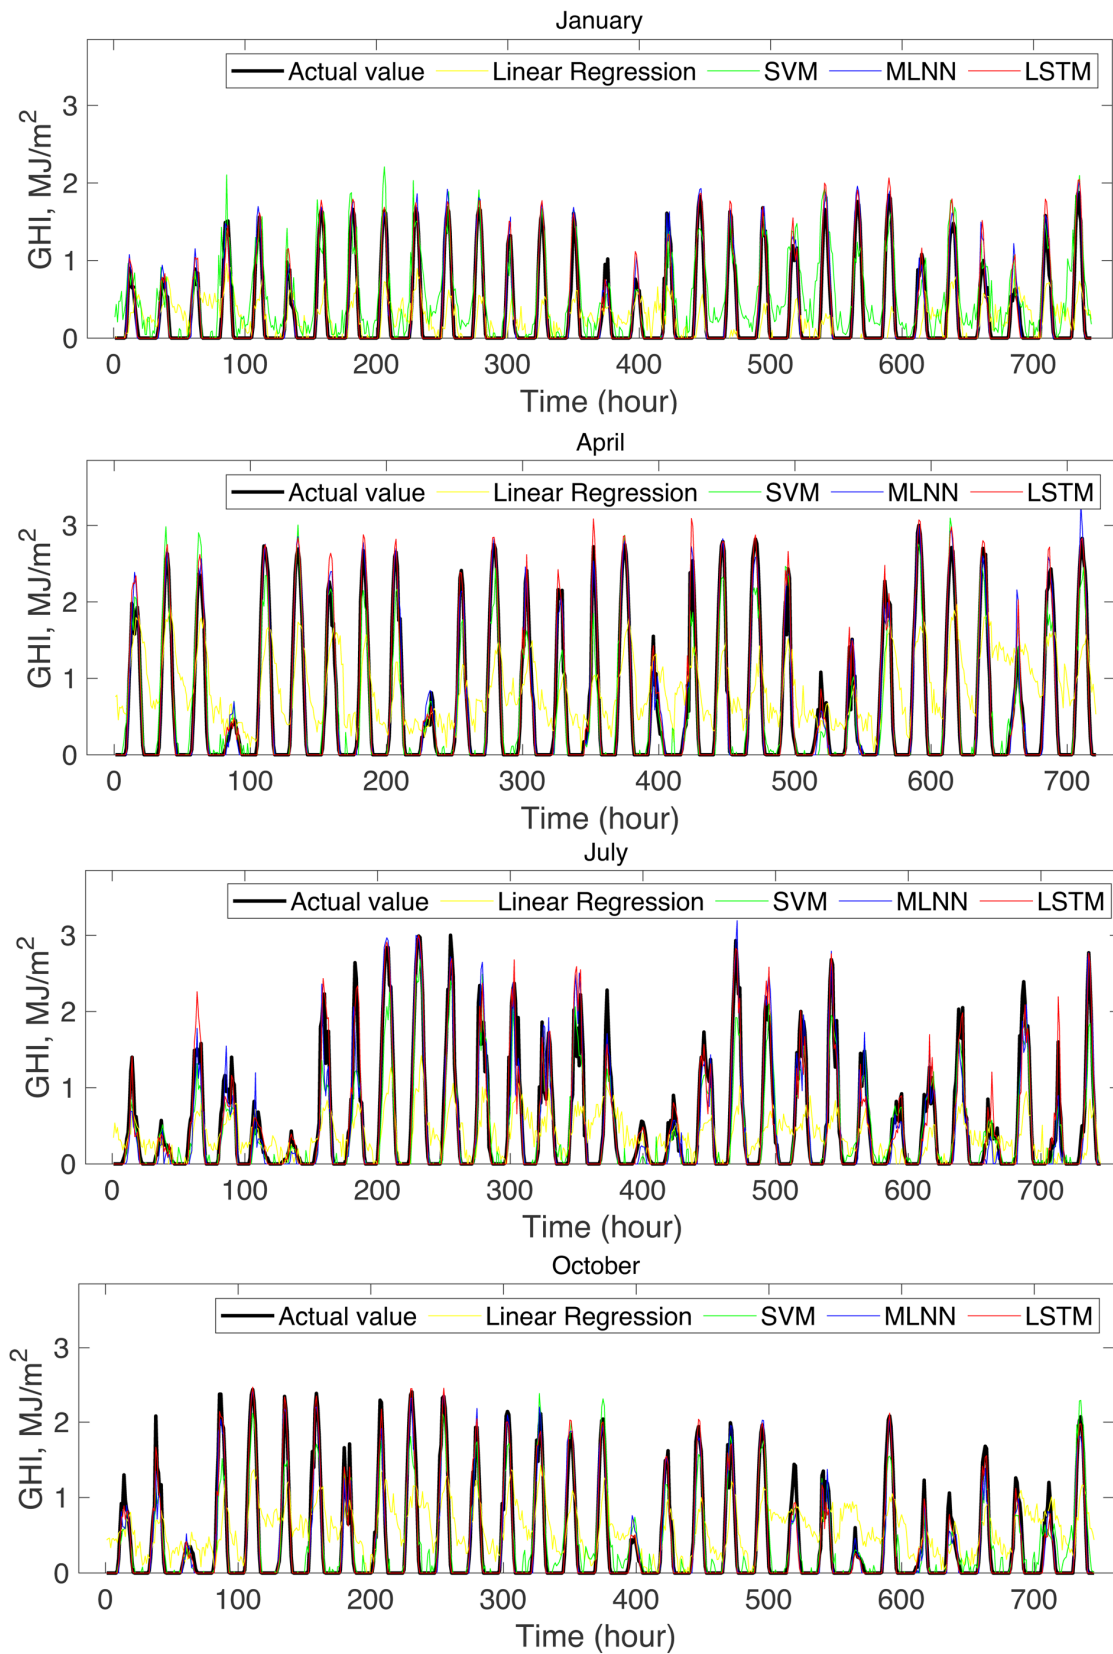 January
Actual value Linear Regression SVM MLNN LSTM
3
2
1
0
GHI, MJ/m²
0 100 200 300 400 500 600 700
Time (hour)
April
Actual value Linear Regression SVM MLNN LSTM
3
2
1
0
GHI, MJ/m²
0 100 200 300 400 500 600 700
Time (hour)
July
Actual value Linear Regression SVM MLNN LSTM
3
2
1
0
GHI, MJ/m²
0 100 200 300 400 500 600 700
Time (hour)
October
Actual value Linear Regression SVM MLNN LSTM
3
2
1
0
GHI, MJ/m²
0 100 200 300 400 500 600 700
Time (hour)